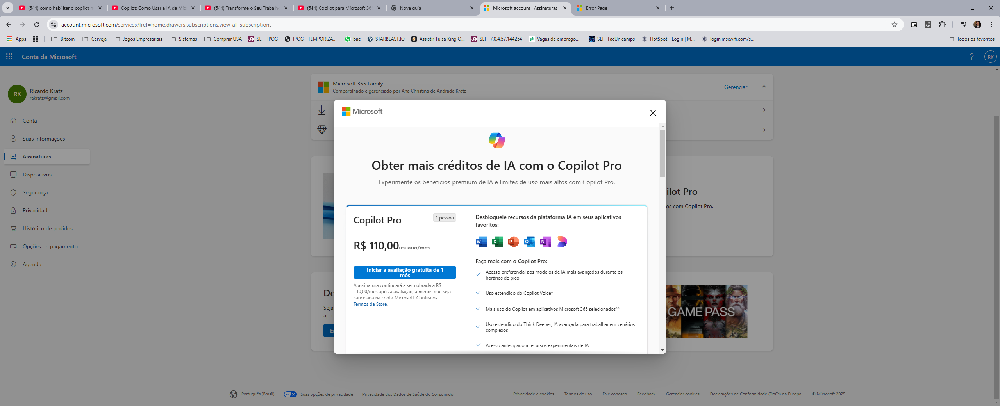 (644) como habilitar o copilot n
Copilot: Como Usar a IA da Mic
(644) Transforme o Seu Trabalho
(644) Copilot para Microsoft 365
Nova guia
Microsoft account | Assinaturas
Error Page
account.microsoft.com/services?fref=home.drawers.subscriptions.view-all-subscriptions
Apps
Bitcoin
Cerveja
Jogos Empresariais
Sistemas
Comprar USA
SEI - IPOG
IPOG - TEMPORIZA...
bac
STARBLAST.IO
Assistir Tulsa King O...
SEI - 7.0.4.57.144254
Vagas de emprego...
SEI - FacUnicamps
HotSpot - Login | M...
login.mscwifi.com/s...
Todos os favoritos
Conta da Microsoft
?
RK
RK
Ricardo Kratz
rakratz@gmail.com
Conta
Suas informações
Assinaturas
Dispositivos
Segurança
Privacidade
Histórico de pedidos
Opções de pagamento
Agenda
Microsoft 365 Family
Compartilhado e gerenciado por Ana Christina de Andrade Kratz
Gerenciar
Microsoft
Obter mais créditos de IA com o Copilot Pro
Experimente os benefícios premium de IA e limites de uso mais altos com Copilot Pro.
Copilot Pro
1 pessoa
R$ 110,00usuário/mês
Iniciar a avaliação gratuita de 1
mês
A assinatura continuará a ser cobrada a R$
110,00/mês após a avaliação, a menos que seja
cancelada na conta Microsoft. Confira os
Termos da Store.
Desbloqueie recursos da plataforma IA em seus aplicativos
favoritos:
W X P O N
Faça mais com o Copilot Pro:
Acesso preferencial aos modelos de IA mais avançados durante os
horários de pico
Uso estendido do Copilot Voice*
Mais uso do Copilot em aplicativos Microsoft 365 selecionados**
Uso estendido do Think Deeper, IA avançada para trabalhar em cenários
complexos
Acesso antecipado a recursos experimentais de IA
ilot Pro
os com Copilot Pro.
De
Seja
apro
E
GAME PASS
Português (Brasil)
Suas opções de privacidade
Privacidade dos Dados de Saúde do Consumidor
Privacidade e cookies
Termos de uso
Fale conosco
Feedback
Gerenciar cookies
Declarações de Conformidade (DoCs) da Europa
© Microsoft 2025